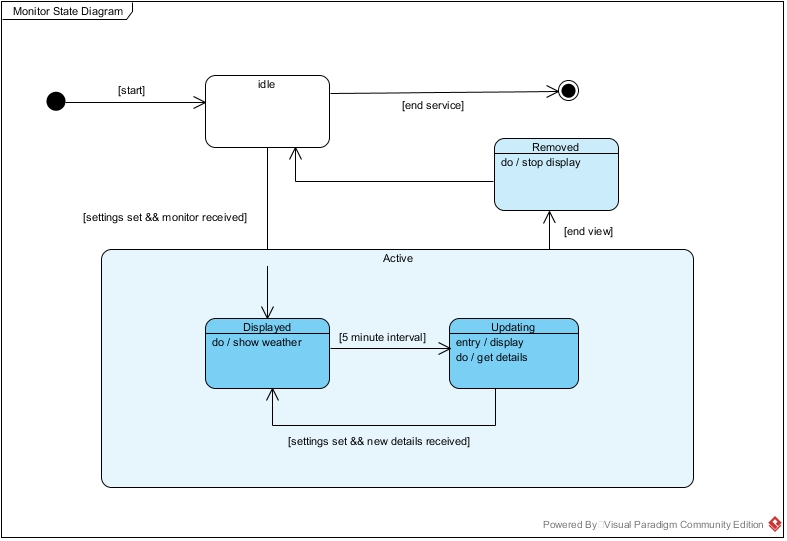 Monitor State Diagram
[start]
idle
[end service]
Removed
do / stop display
[settings set && monitor received]
[end view]
Active
Displayed
do / show weather
[5 minute interval]
Updating
entry / display
do / get details
[settings set && new details received]
Powered By Visual Paradigm Community Edition